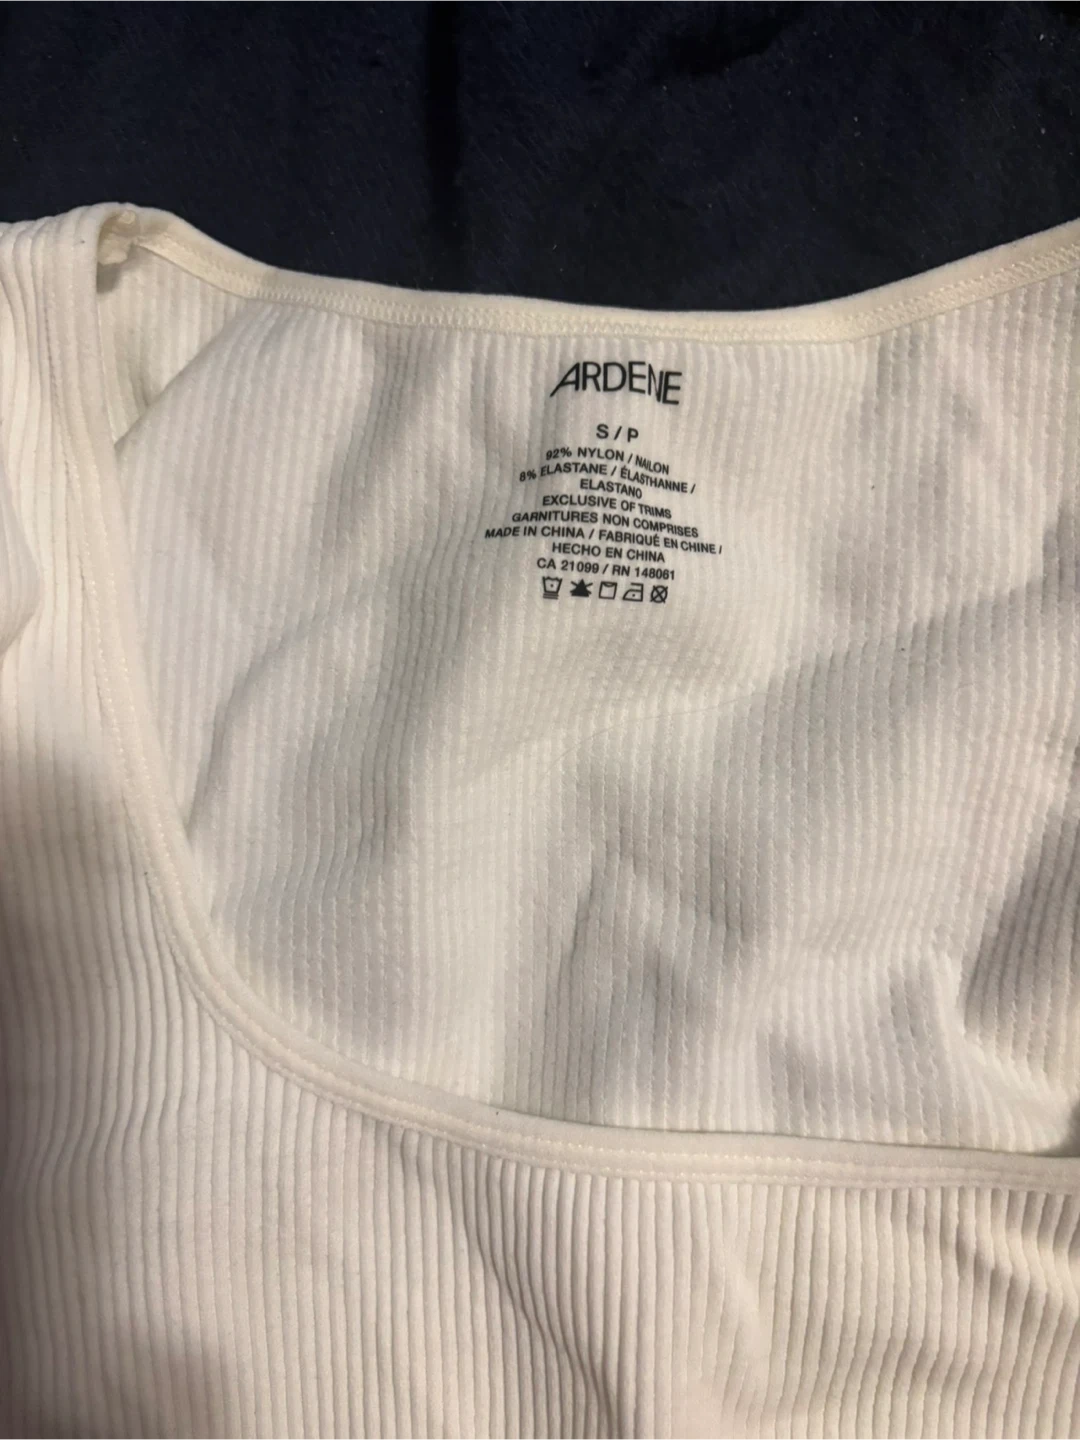 ARDENE
S / P
92% NYLON / NAILON
8% ELASTANE / ÉLASTHANNE /
ELASTANO
EXCLUSIVE OF TRIMS
GARNITURES NON COMPRISES
MADE IN CHINA / FABRIQUÉ EN CHINE /
HECHO EN CHINA
CA 21099 / RN 148061